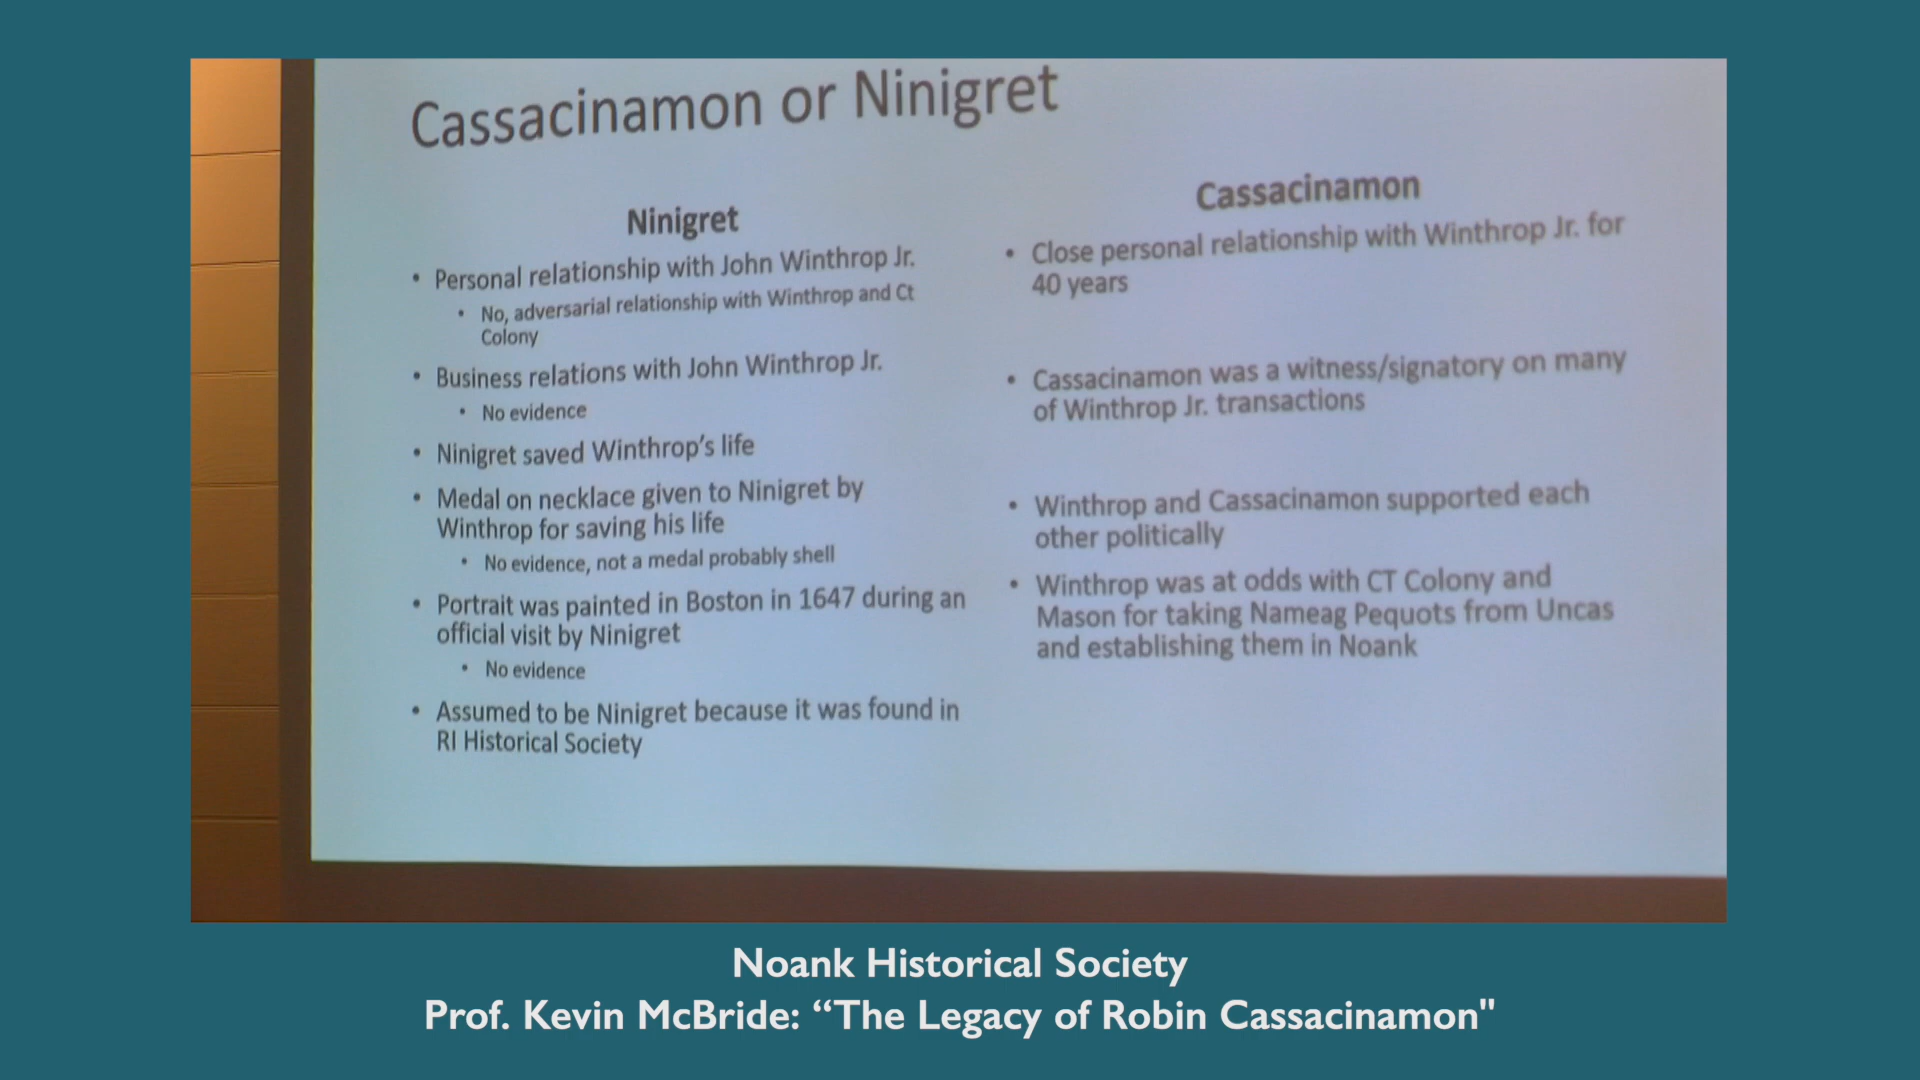 Cassacinamon or Ninigret
Ninigret
• Personal relationship with John Winthrop Jr.
• No, adversarial relationship with Winthrop and Ct
Colony
• Business relations with John Winthrop Jr.
• No evidence
• Ninigret saved Winthrop's life
• Medal on necklace given to Ninigret by
Winthrop for saving his life
• No evidence, not a medal probably shell
• Portrait was painted in Boston in 1647 during an
official visit by Ninigret
• No evidence
• Assumed to be Ninigret because it was found in
RI Historical Society
Cassacinamon
• Close personal relationship with Winthrop Jr. for
40 years
• Cassacinamon was a witness/signatory on many
of Winthrop Jr. transactions
• Winthrop and Cassacinamon supported each
other politically
• Winthrop was at odds with CT Colony and
Mason for taking Nameag Pequots from Uncas
and establishing them in Noank
Noank Historical Society
Prof. Kevin McBride: “The Legacy of Robin Cassacinamon"